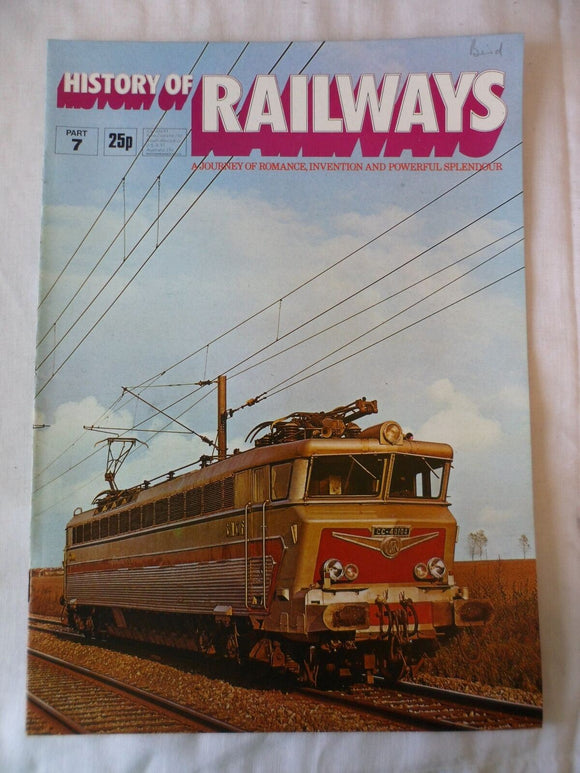 HISTORY OF
RAILWAYS
PART
7
25p
A JOURNEY OF ROMANCE, INVENTION AND POWERFUL SPLENDOUR